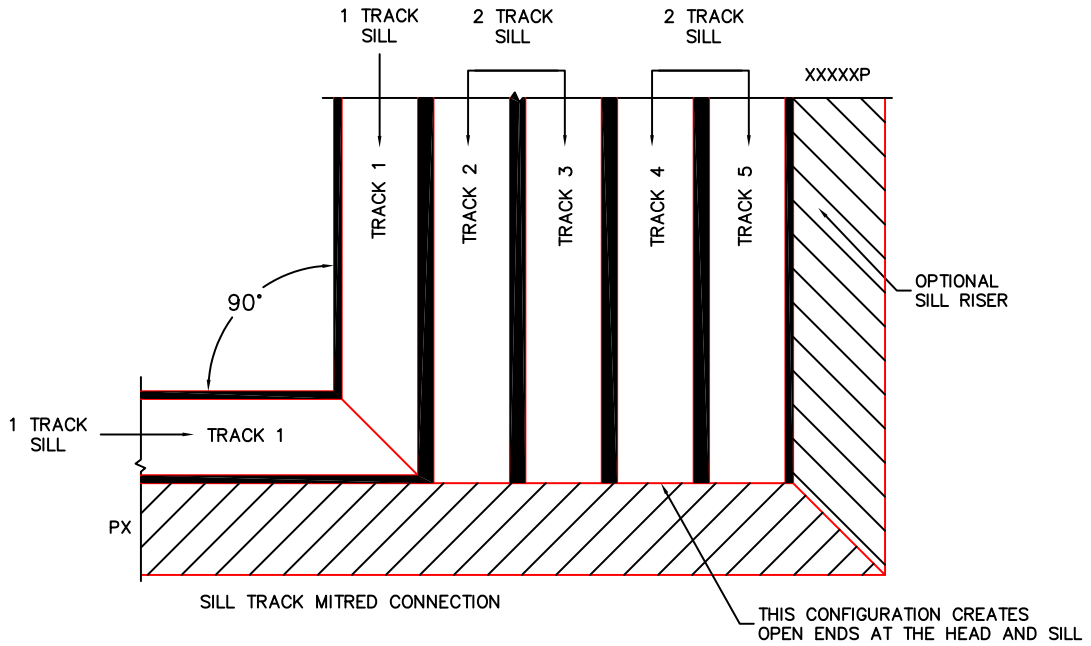 1 TRACK
SILL
2 TRACK
SILL
2 TRACK
SILL
XXXXXP
TRACK 1
TRACK 2
TRACK 3
TRACK 4
TRACK 5
OPTIONAL
SILL RISER
90°
1 TRACK
SILL
TRACK 1
PX
SILL TRACK MITRED CONNECTION
THIS CONFIGURATION CREATES
OPEN ENDS AT THE HEAD AND SILL